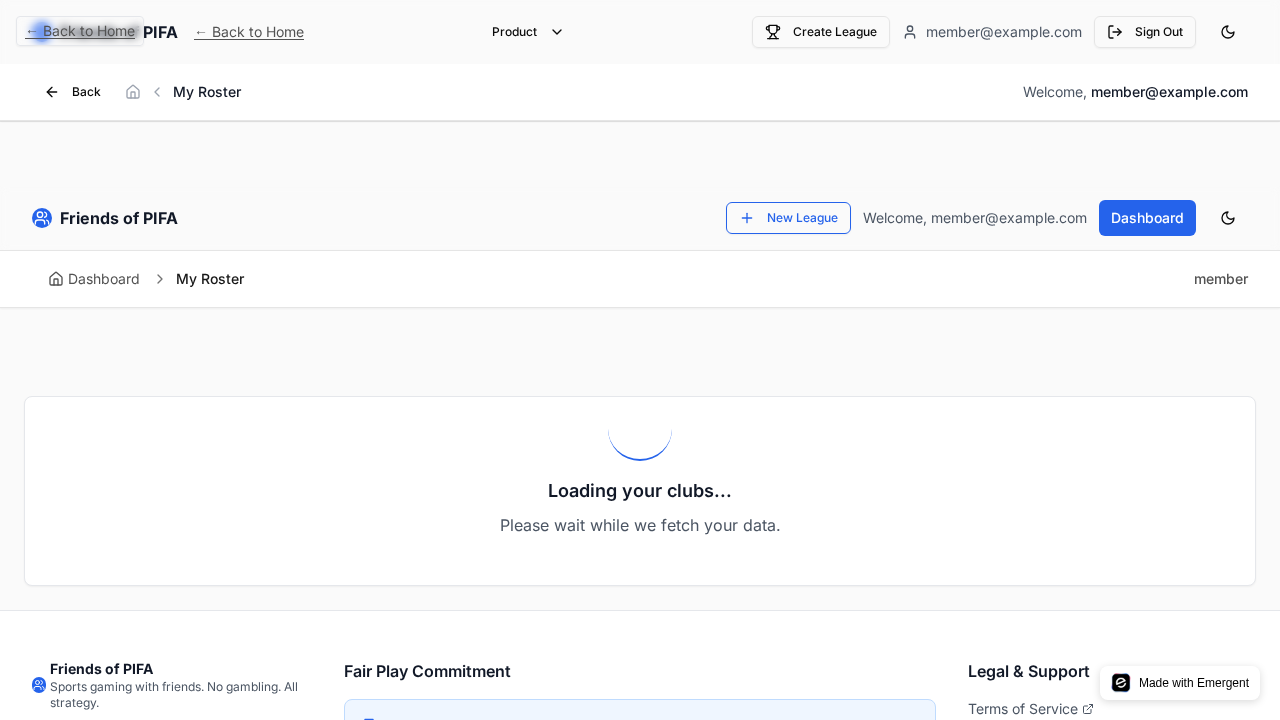 ← Back to Home
PIFA
← Back to Home
Product
Create League
member@example.com
Sign Out
Back
My Roster
Welcome, member@example.com
Friends of PIFA
New League
Welcome, member@example.com
Dashboard
Dashboard
My Roster
member
Loading your clubs...
Please wait while we fetch your data.
Friends of PIFA
Sports gaming with friends. No gambling. All
strategy.
Fair Play Commitment
Legal & Support
Terms of Service
Made with Emergent